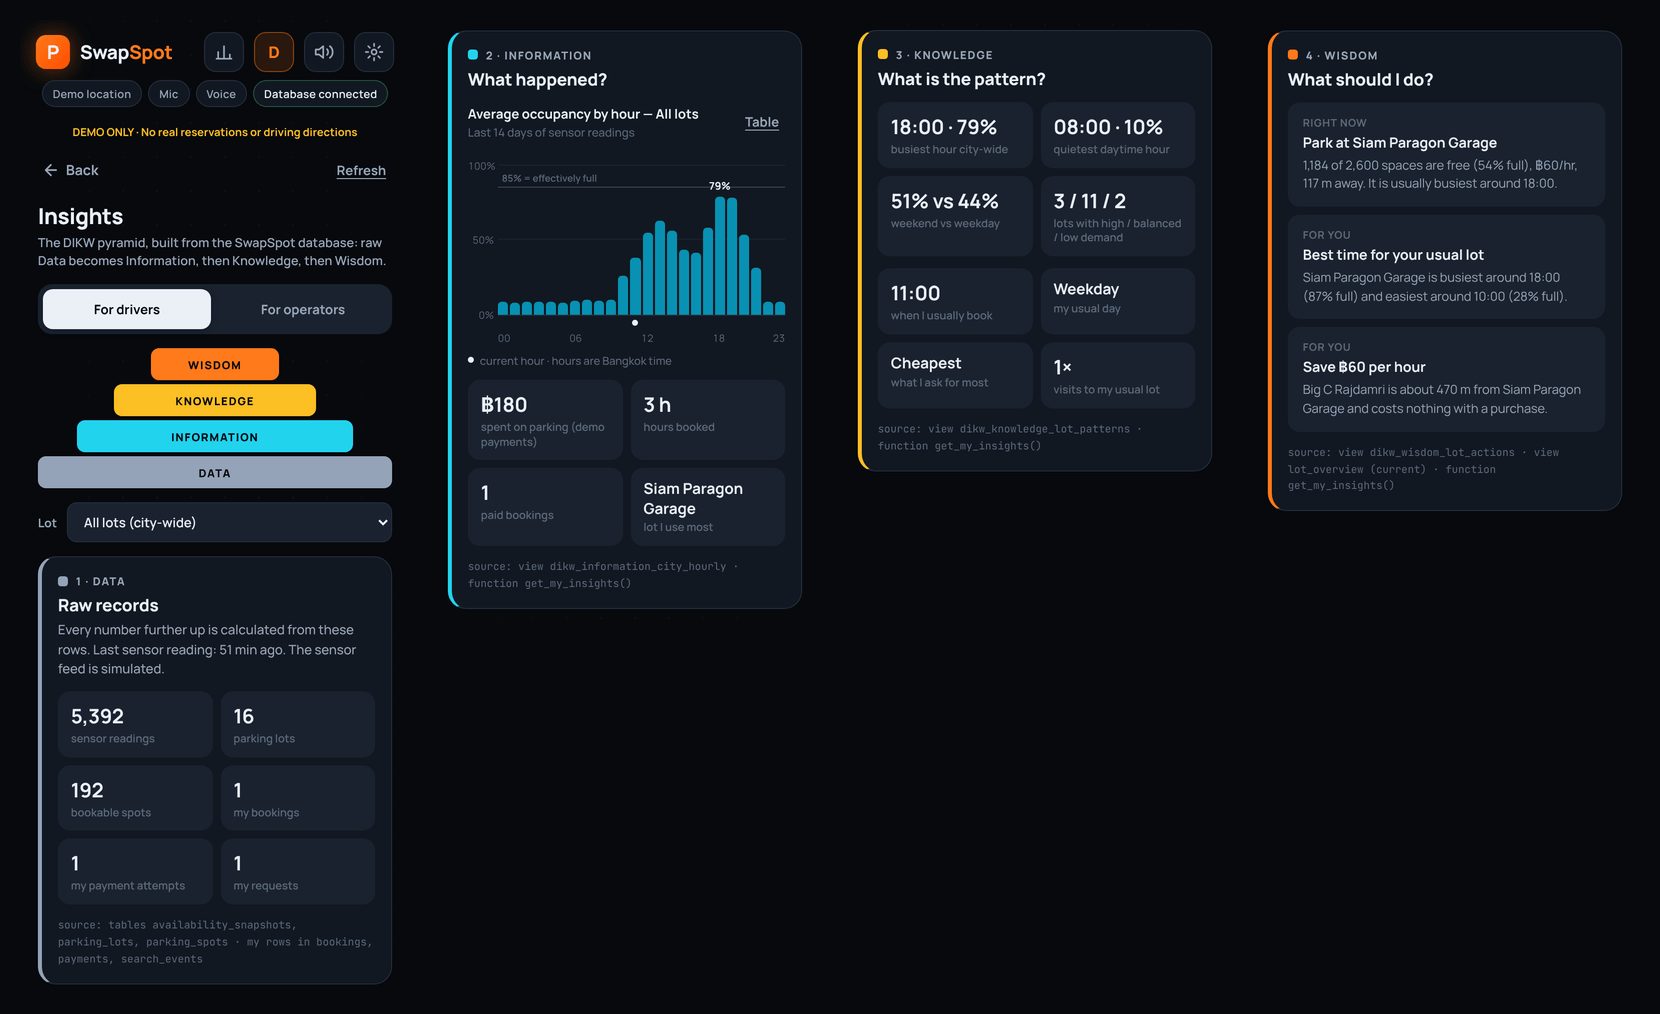 P SwapSpot D
Demo location Mic Voice Database connected
DEMO ONLY · No real reservations or driving directions
← Back Refresh
Insights
The DIKW pyramid, built from the SwapSpot database: raw
Data becomes Information, then Knowledge, then Wisdom.
For drivers For operators
WISDOM
KNOWLEDGE
INFORMATION
DATA
Lot All lots (city-wide)
1 · DATA
Raw records
Every number further up is calculated from these
rows. Last sensor reading: 51 min ago. The sensor
feed is simulated.
5,392
sensor readings
16
parking lots
192
bookable spots
1
my bookings
1
my payment attempts
1
my requests
source: tables availability_snapshots,
parking_lots, parking_spots · my rows in bookings,
payments, search_events
2 · INFORMATION
What happened?
Average occupancy by hour — All lots
Last 14 days of sensor readings
Table
100%
85% = effectively full
79%
50%
0%
00 06 12 18 23
current hour · hours are Bangkok time
฿180
spent on parking (demo
payments)
3 h
hours booked
1
paid bookings
Siam Paragon
Garage
lot I use most
source: view dikw_information_city_hourly ·
function get_my_insights()
3 · KNOWLEDGE
What is the pattern?
18:00 · 79%
busiest hour city-wide
08:00 · 10%
quietest daytime hour
51% vs 44%
weekend vs weekday
3 / 11 / 2
lots with high / balanced
/ low demand
11:00
when I usually book
Weekday
my usual day
Cheapest
what I ask for most
1×
visits to my usual lot
source: view dikw_knowledge_lot_patterns ·
function get_my_insights()
4 · WISDOM
What should I do?
RIGHT NOW
Park at Siam Paragon Garage
1,184 of 2,600 spaces are free (54% full), ฿60/hr,
117 m away. It is usually busiest around 18:00.
FOR YOU
Best time for your usual lot
Siam Paragon Garage is busiest around 18:00
(87% full) and easiest around 10:00 (28% full).
FOR YOU
Save ฿60 per hour
Big C Rajdamri is about 470 m from Siam Paragon
Garage and costs nothing with a purchase.
source: view dikw_wisdom_lot_actions · view
lot_overview (current) · function
get_my_insights()